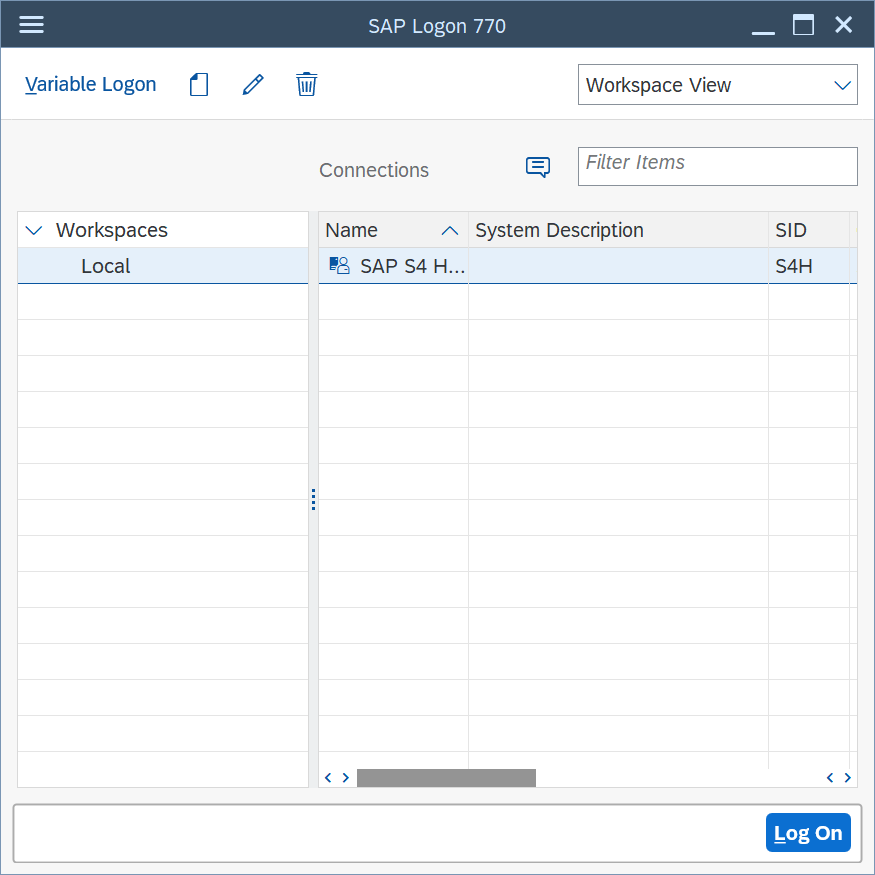 SAP Logon 770
Variable Logon
Workspace View
Connections
Filter Items
Workspaces
Name
System Description
SID
Local
SAP S4 H...
S4H
Log On